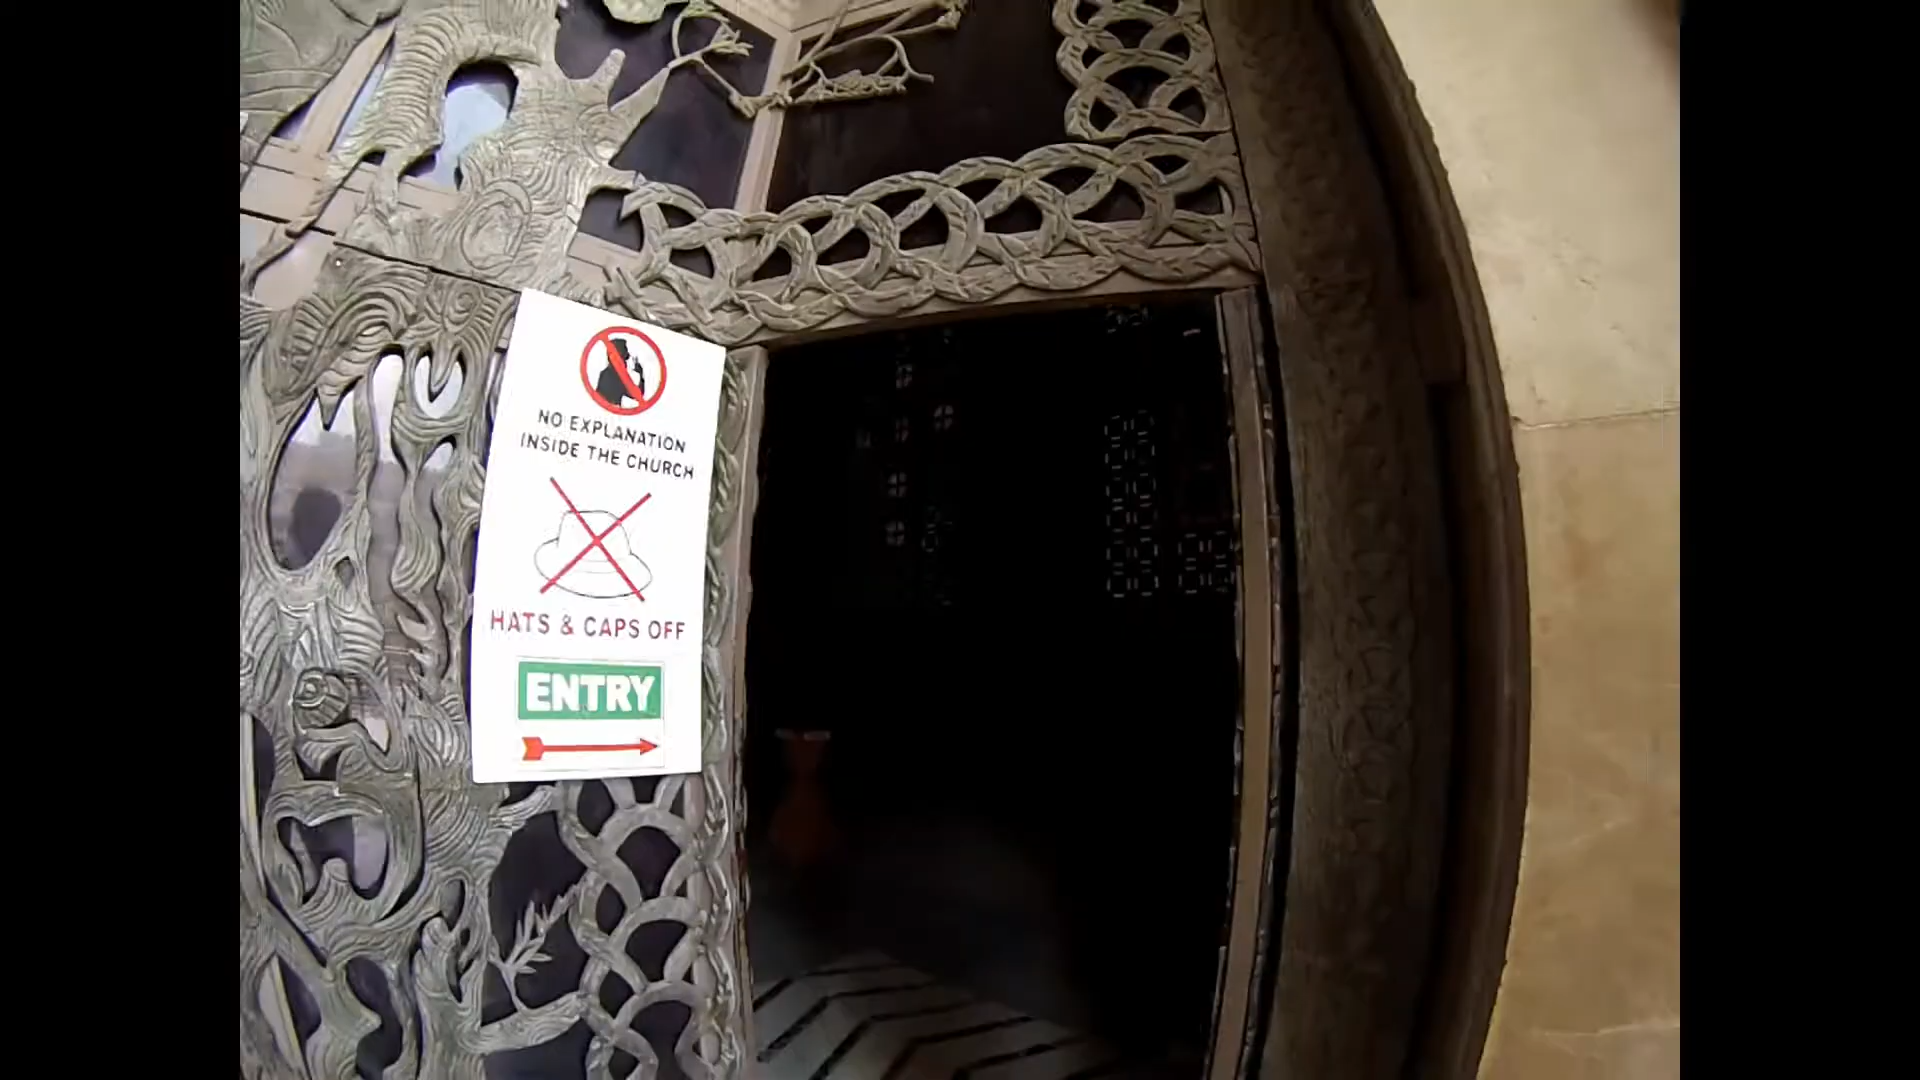 NO EXPLANATION
INSIDE THE CHURCH
HATS & CAPS OFF
ENTRY